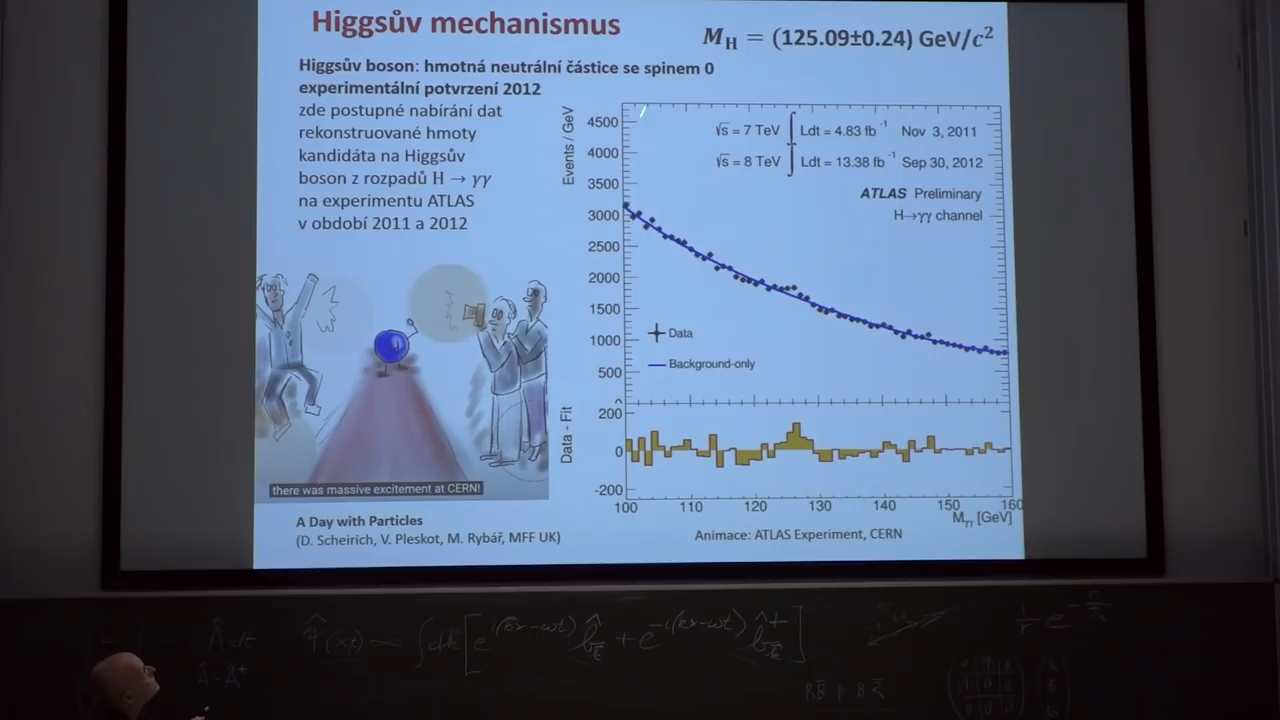 Higgsův mechanismus
M_H = (125.09±0.24) GeV/c²
Higgsův boson: hmotná neutrální částice se spinem 0
experimentální potvrzení 2012
zde postupné nabírání dat
rekonstruované hmoty
kandidáta na Higgsův
boson z rozpadů H → γγ
na experimentu ATLAS
v období 2011 a 2012
there was massive excitement at CERN!
A Day with Particles
(D. Scheirich, V. Pleskot, M. Rybář, MFF UK)
Events / GeV
4500
4000
3500
3000
2500
2000
1500
1000
500
0
√s = 7 TeV ∫ Ldt = 4.83 fb⁻¹ Nov 3, 2011
√s = 8 TeV ∫ Ldt = 13.38 fb⁻¹ Sep 30, 2012
ATLAS Preliminary
H→γγ channel
Data
Background-only
Data - Fit
200
0
-200
100 110 120 130 140 150 160
M_γγ [GeV]
Animace: ATLAS Experiment, CERN